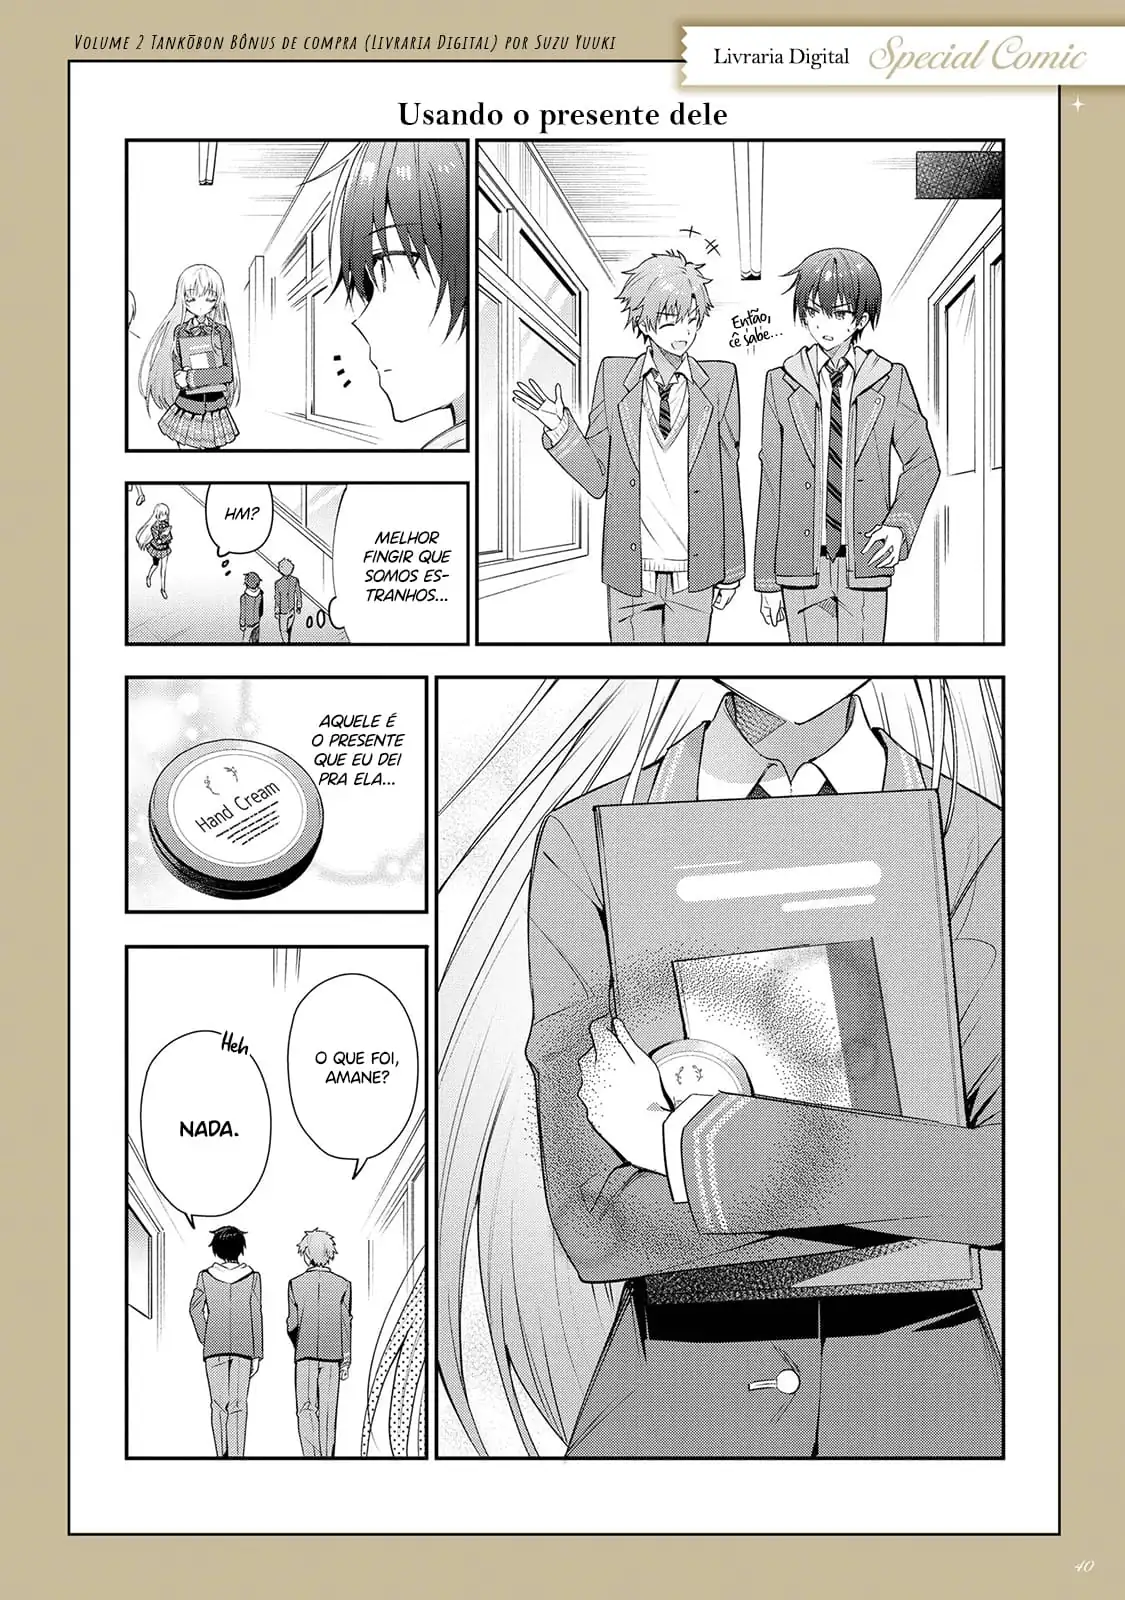 Volume 2 Tankōbon Bônus de compra (Livraria Digital) por Suzu Yuuki
Livraria Digital Special Comic
Usando o presente dele
Então,
cê sabe...
MELHOR
FINGIR QUE
SOMOS ES-
TRANHOS...
HM?
AQUELE É
O PRESENTE
QUE EU DEI
PRA ELA...
Hand Cream
O QUE FOI,
AMANE?
Heh
NADA.
40